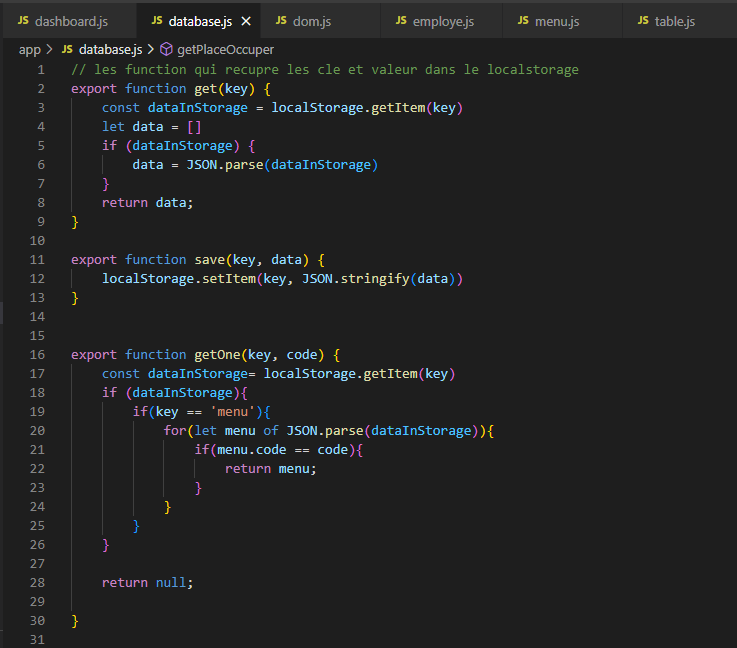 JS dashboard.js JS database.js × JS dom.js JS employe.js JS menu.js JS table.js
app > JS database.js > getPlaceOccuper
1 // les function qui recupre les cle et valeur dans le localstorage
2 export function get(key) {
3 const dataInStorage = localStorage.getItem(key)
4 let data = []
5 if (dataInStorage) {
6 data = JSON.parse(dataInStorage)
7 }
8 return data;
9 }
10
11 export function save(key, data) {
12 localStorage.setItem(key, JSON.stringify(data))
13 }
14
15
16 export function getOne(key, code) {
17 const dataInStorage= localStorage.getItem(key)
18 if (dataInStorage){
19 if(key == 'menu'){
20 for(let menu of JSON.parse(dataInStorage)){
21 if(menu.code == code){
22 return menu;
23 }
24 }
25 }
26 }
27
28 return null;
29
30 }
31